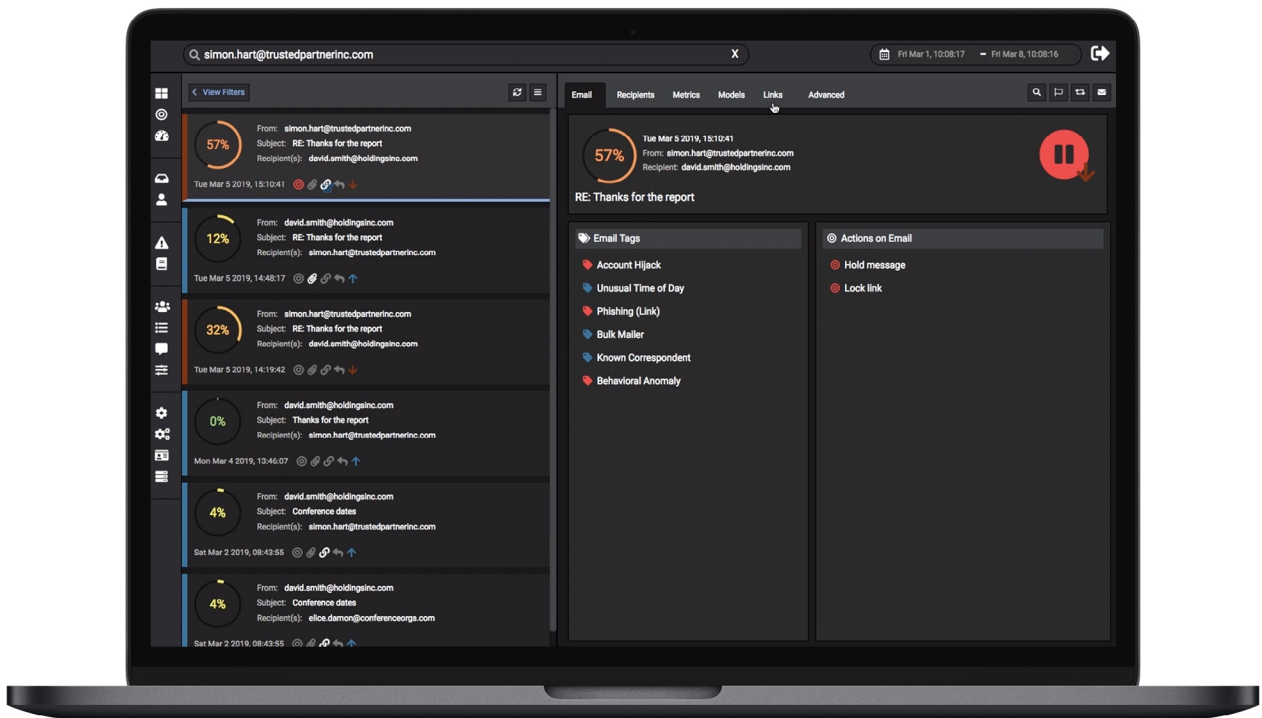 simon.hart@trustedpartnerinc.com X
Fri Mar 1, 10:08:17 – Fri Mar 8, 10:08:16
View Filters
57%
From: simon.hart@trustedpartnerinc.com
Subject: RE: Thanks for the report
Recipient(s): david.smith@holdingsinc.com
Tue Mar 5 2019, 15:10:41
12%
From: david.smith@holdingsinc.com
Subject: RE: Thanks for the report
Recipient(s): simon.hart@trustedpartnerinc.com
Tue Mar 5 2019, 14:48:17
32%
From: simon.hart@trustedpartnerinc.com
Subject: RE: Thanks for the report
Recipient(s): david.smith@holdingsinc.com
Tue Mar 5 2019, 14:19:42
0%
From: david.smith@holdingsinc.com
Subject: Thanks for the report
Recipient(s): simon.hart@trustedpartnerinc.com
Mon Mar 4 2019, 13:46:07
4%
From: david.smith@holdingsinc.com
Subject: Conference dates
Recipient(s): simon.hart@trustedpartnerinc.com
Sat Mar 2 2019, 08:43:55
4%
From: david.smith@holdingsinc.com
Subject: Conference dates
Recipient(s): elice.damon@conferenceorgs.com
Sat Mar 2 2019, 08:43:55
Email Recipients Metrics Models Links Advanced
57%
Tue Mar 5 2019, 15:10:41
From: simon.hart@trustedpartnerinc.com
Recipient: david.smith@holdingsinc.com
RE: Thanks for the report
Email Tags
Account Hijack
Unusual Time of Day
Phishing (Link)
Bulk Mailer
Known Correspondent
Behavioral Anomaly
Actions on Email
Hold message
Lock link